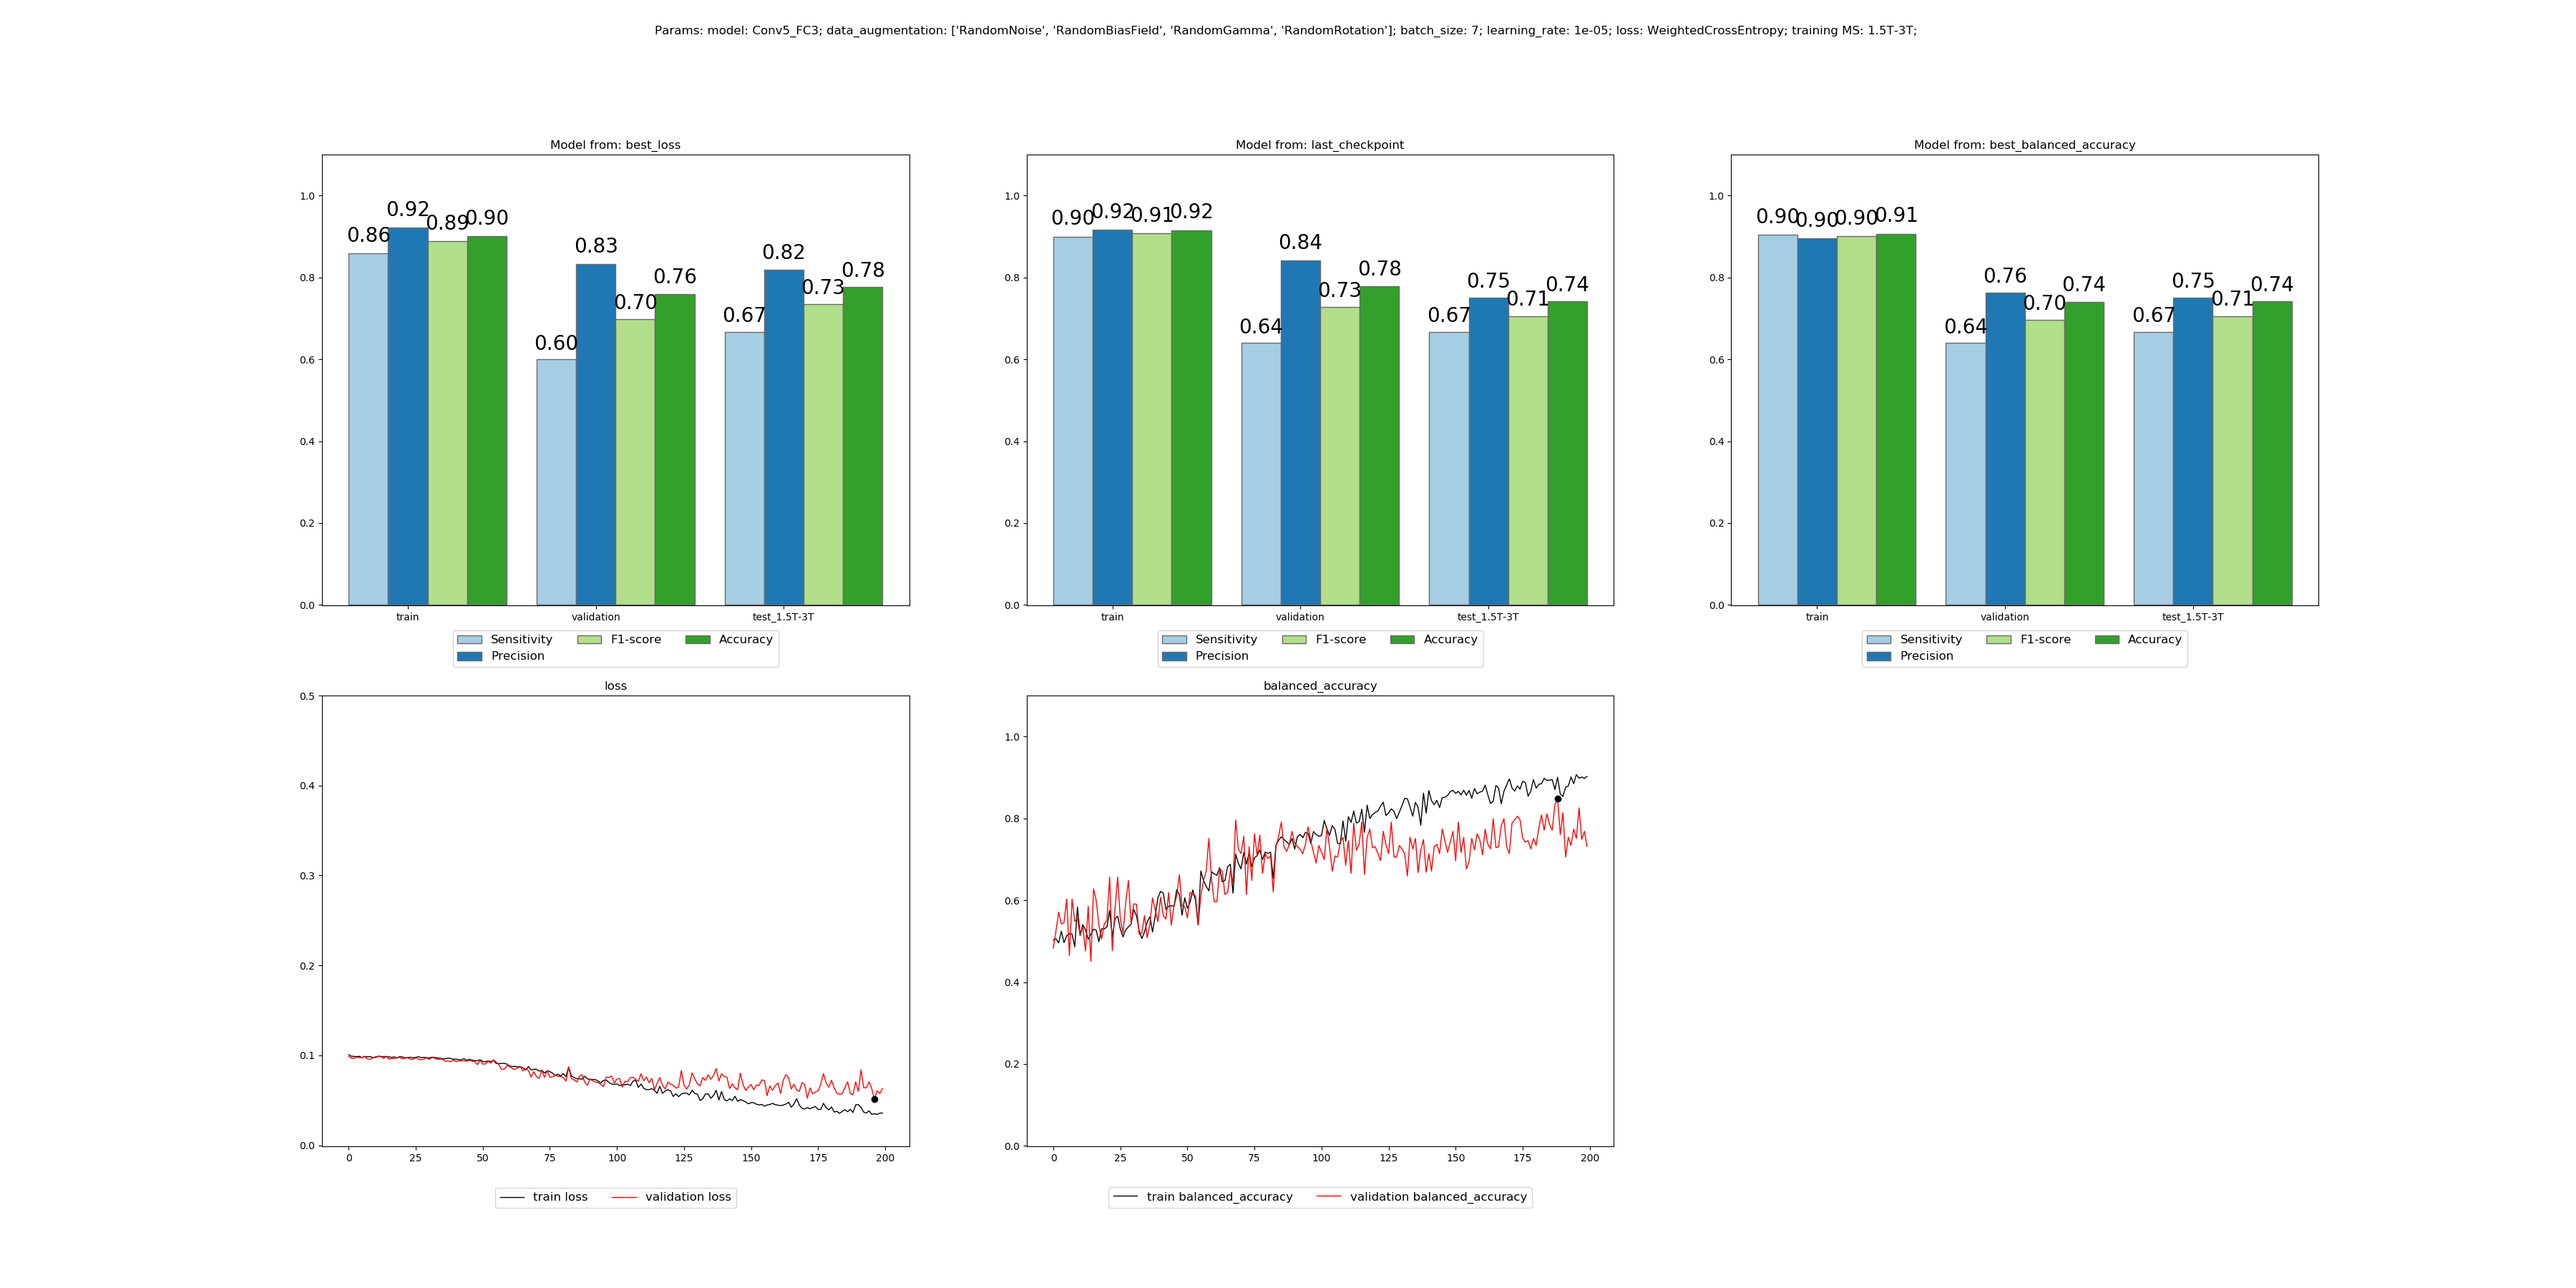 Params: model: Conv5_FC3; data_augmentation: ['RandomNoise', 'RandomBiasField', 'RandomGamma', 'RandomRotation']; batch_size: 7; learning_rate: 1e-05; loss: WeightedCrossEntropy; training MS: 1.5T-3T;
Model from: best_loss
1.0
0.8
0.6
0.4
0.2
0.0
0.86 0.92 0.89 0.90
0.60 0.83 0.70 0.76
0.67 0.82 0.73 0.78
train validation test_1.5T-3T
Sensitivity F1-score Accuracy
Precision
Model from: last_checkpoint
1.0
0.8
0.6
0.4
0.2
0.0
0.90 0.92 0.91 0.92
0.64 0.84 0.73 0.78
0.67 0.75 0.71 0.74
train validation test_1.5T-3T
Sensitivity F1-score Accuracy
Precision
Model from: best_balanced_accuracy
1.0
0.8
0.6
0.4
0.2
0.0
0.90 0.90 0.90 0.91
0.64 0.76 0.70 0.74
0.67 0.75 0.71 0.74
train validation test_1.5T-3T
Sensitivity F1-score Accuracy
Precision
loss
0.5
0.4
0.3
0.2
0.1
0.0
0 25 50 75 100 125 150 175 200
train loss validation loss
balanced_accuracy
1.0
0.8
0.6
0.4
0.2
0.0
0 25 50 75 100 125 150 175 200
train balanced_accuracy validation balanced_accuracy